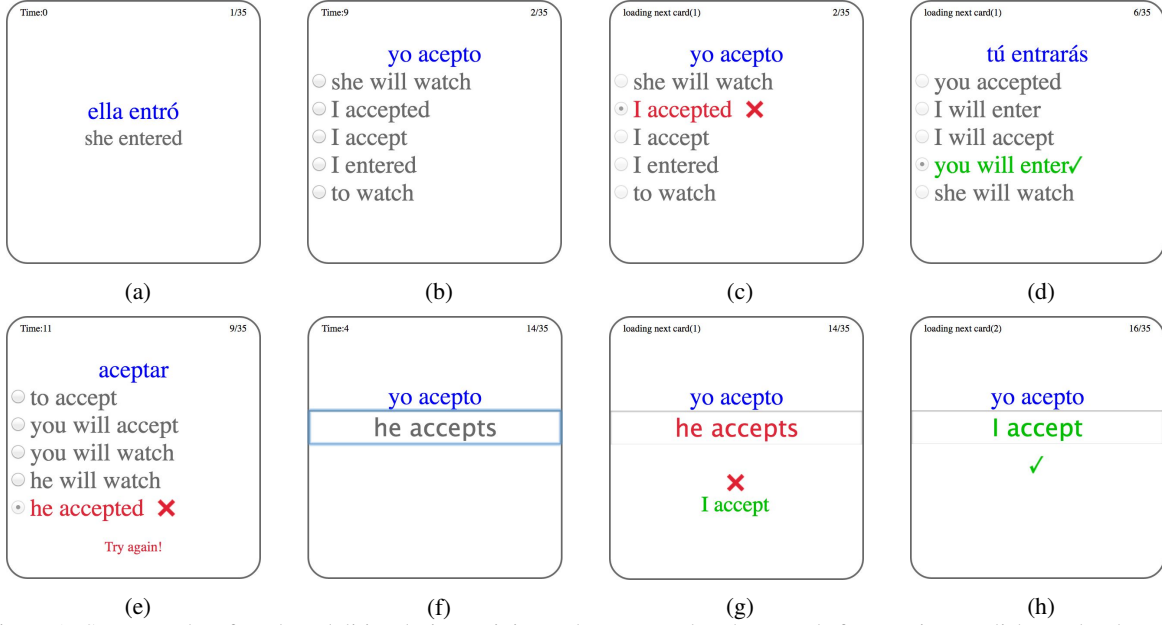 Time:0 1/35
ella entró
she entered
(a)
Time:9 2/35
yo acepto
she will watch
I accepted
I accept
I entered
to watch
(b)
loading next card(1) 2/35
yo acepto
she will watch
I accepted
I accept
I entered
to watch
(c)
loading next card(1) 6/35
tú entrarás
you accepted
I will enter
I will accept
you will enter
she will watch
(d)
Time:11 9/35
aceptar
to accept
you will accept
you will watch
he will watch
he accepted
Try again!
(e)
Time:4 14/35
yo acepto
he accepts
(f)
loading next card(1) 14/35
yo acepto
he accepts
I accept
(g)
loading next card(2) 16/35
yo acepto
I accept
(h)